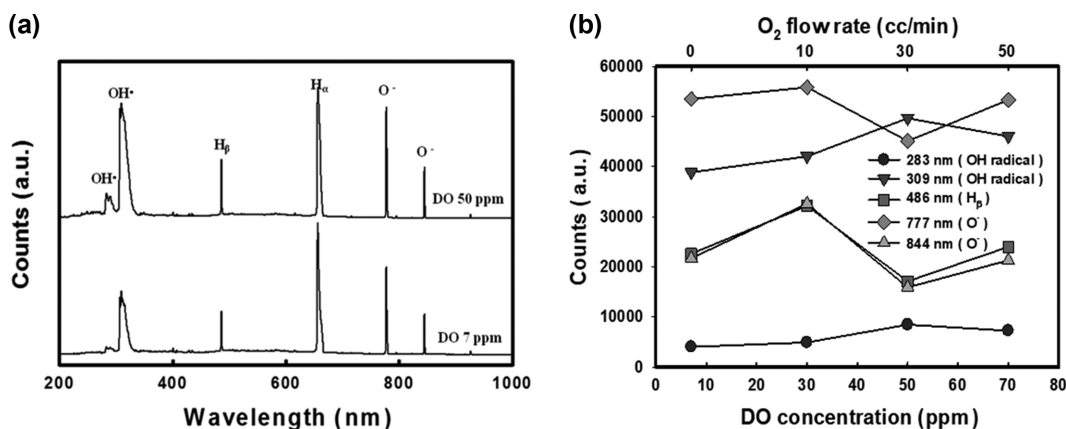 (a)
OH•
OH•
Hβ
Hα
O⁻
O⁻
DO 50 ppm
DO 7 ppm
Counts (a.u.)
200 400 600 800 1000
Wavelength (nm)
(b)
O₂ flow rate (cc/min)
0 10 30 50
60000
50000
40000
30000
20000
10000
0
Counts (a.u.)
283 nm ( OH radical )
309 nm ( OH radical )
486 nm ( Hβ )
777 nm ( O⁻ )
844 nm ( O⁻ )
0 10 20 30 40 50 60 70 80
DO concentration (ppm)